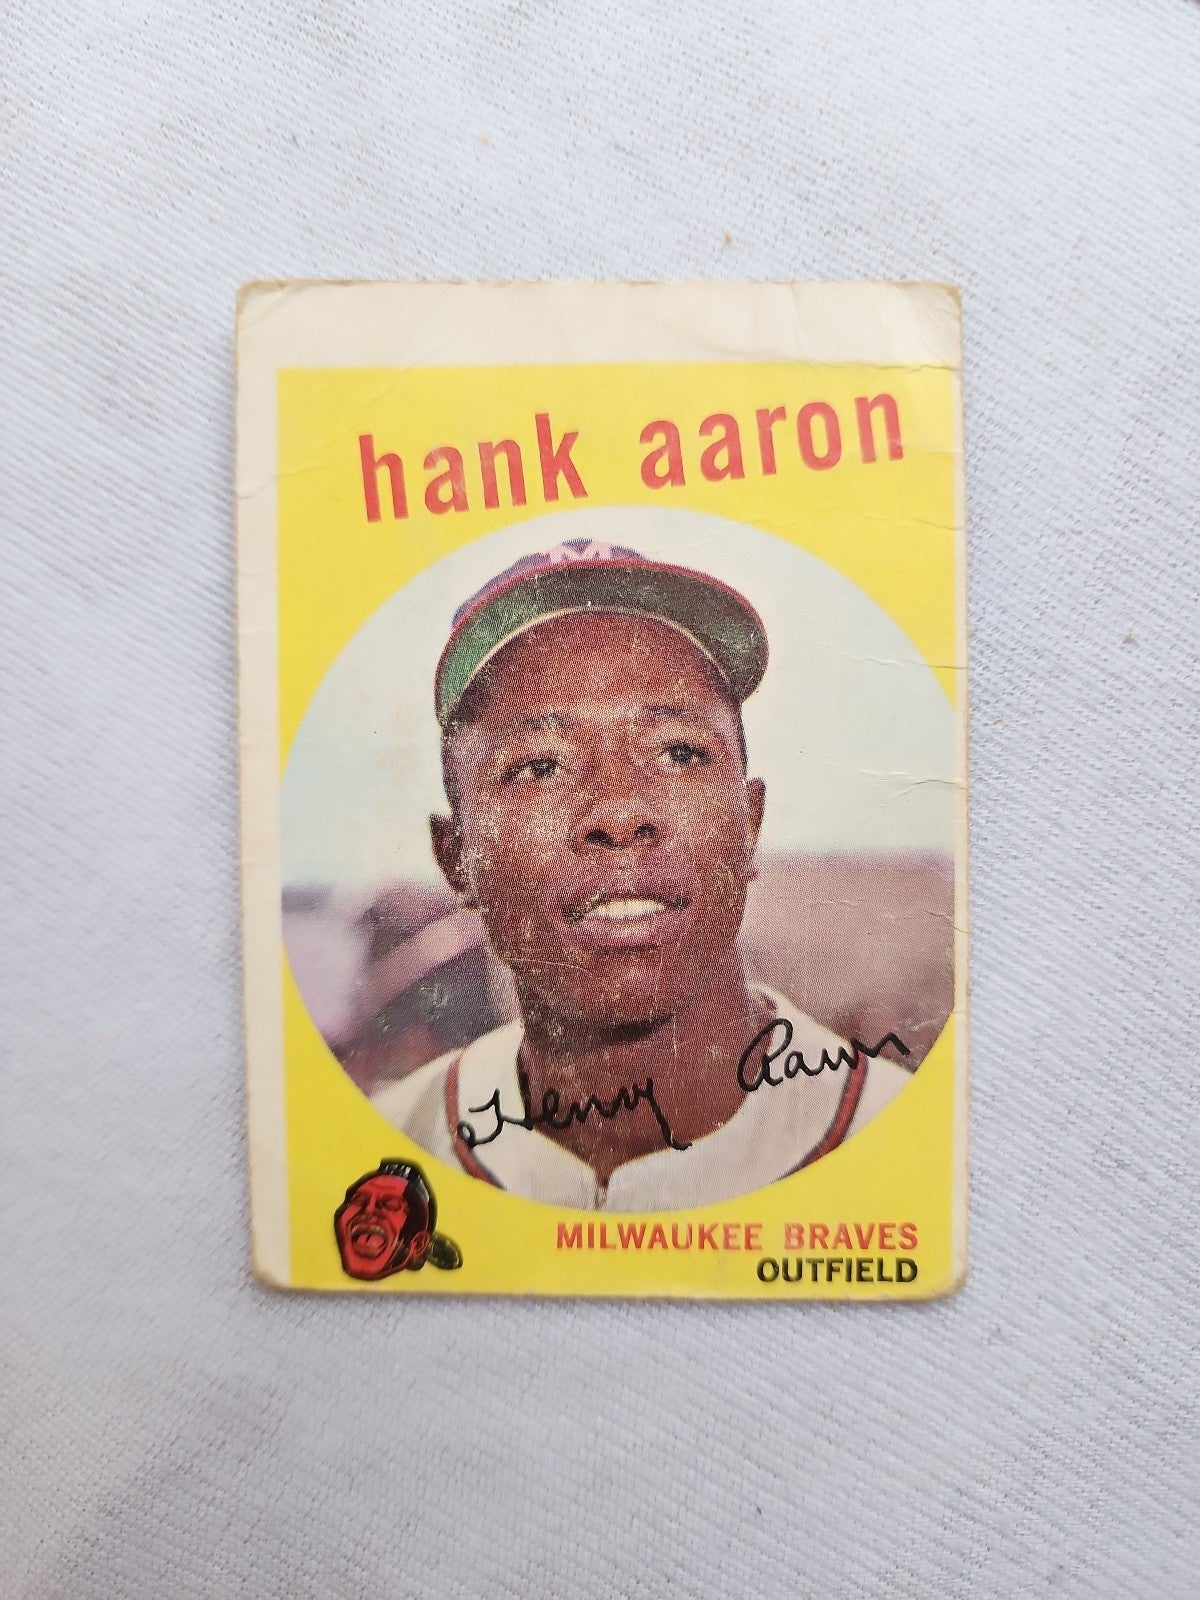 hank aaron
M
Henry Aaron
MILWAUKEE BRAVES
OUTFIELD